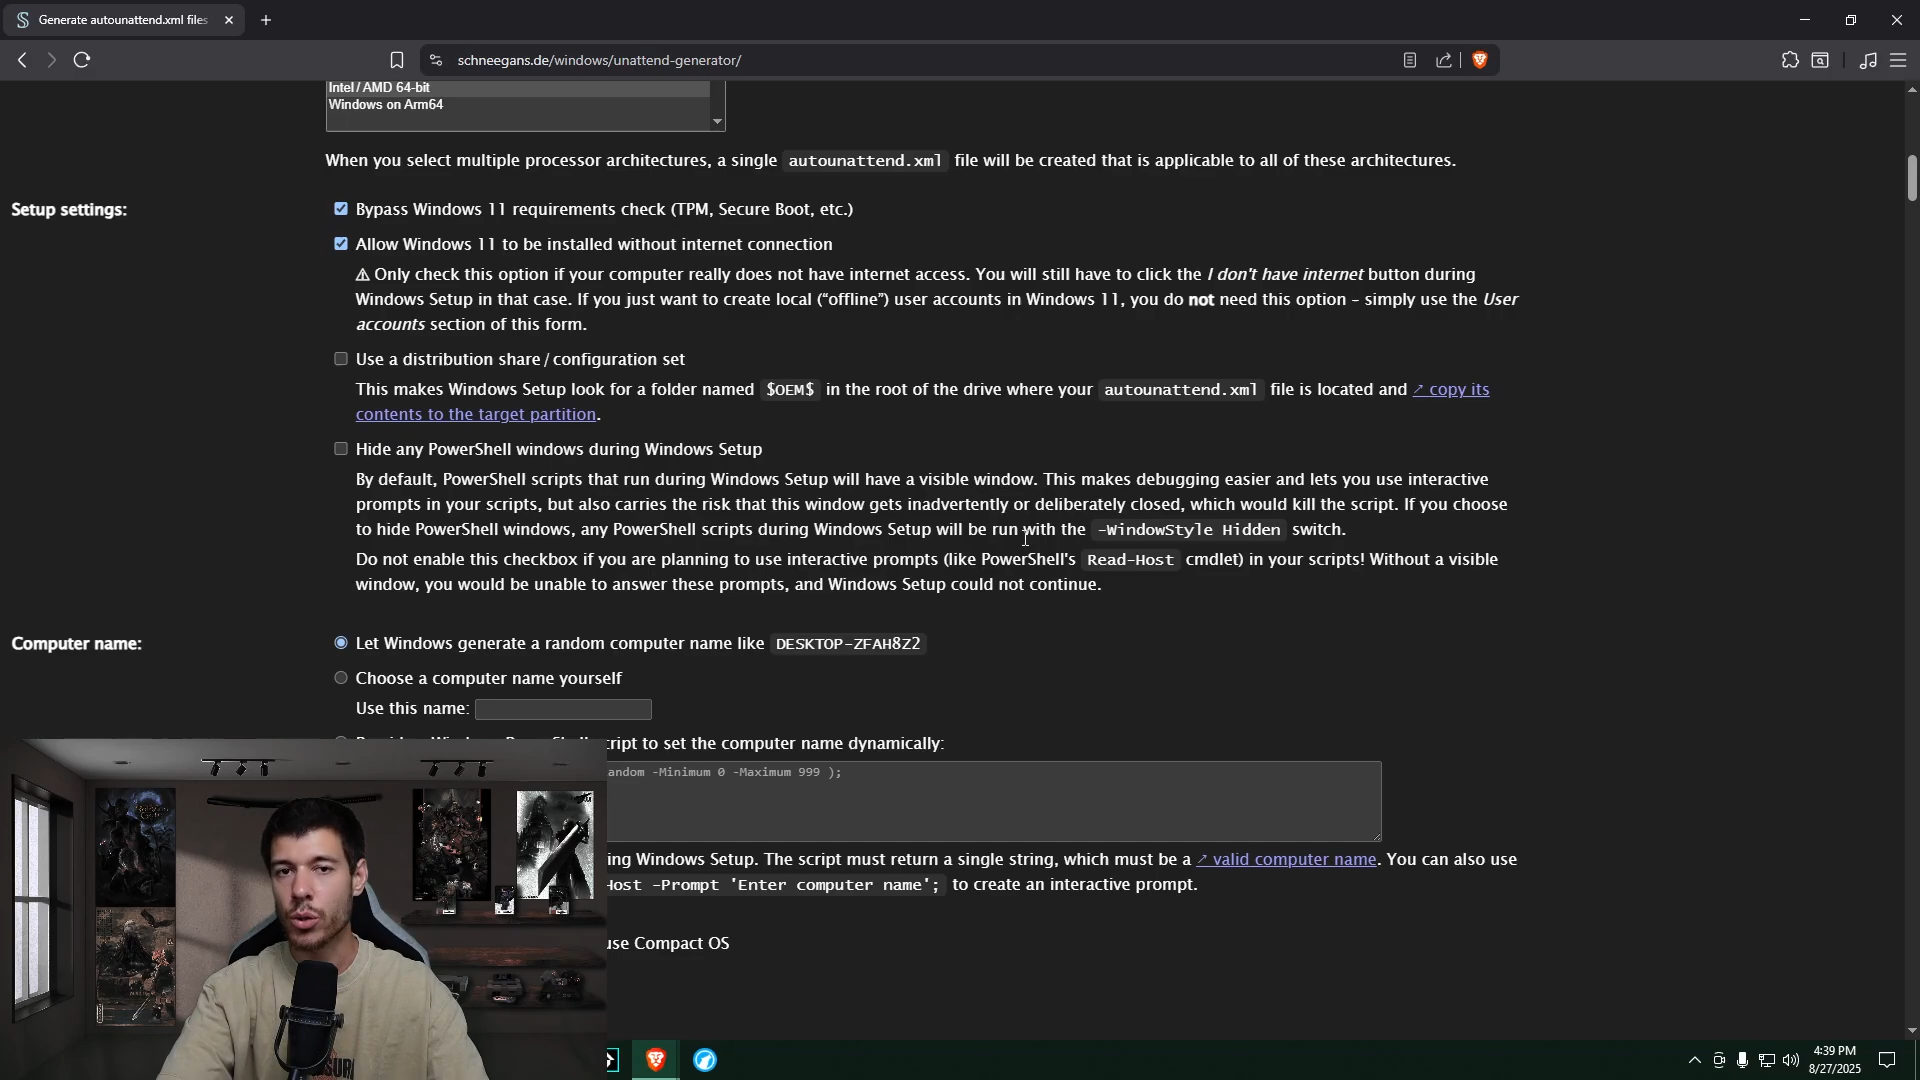 Generate autounattend.xml files
schneegans.de/windows/unattend-generator/
Intel / AMD 64-bit
Windows on Arm64
When you select multiple processor architectures, a single autounattend.xml file will be created that is applicable to all of these architectures.
Setup settings:
Bypass Windows 11 requirements check (TPM, Secure Boot, etc.)
Allow Windows 11 to be installed without internet connection
⚠ Only check this option if your computer really does not have internet access. You will still have to click the I don't have internet button during
Windows Setup in that case. If you just want to create local (“offline”) user accounts in Windows 11, you do not need this option – simply use the User
accounts section of this form.
Use a distribution share / configuration set
This makes Windows Setup look for a folder named $OEM$ in the root of the drive where your autounattend.xml file is located and ↗ copy its
contents to the target partition.
Hide any PowerShell windows during Windows Setup
By default, PowerShell scripts that run during Windows Setup will have a visible window. This makes debugging easier and lets you use interactive
prompts in your scripts, but also carries the risk that this window gets inadvertently or deliberately closed, which would kill the script. If you choose
to hide PowerShell windows, any PowerShell scripts during Windows Setup will be run with the -WindowStyle Hidden switch.
Do not enable this checkbox if you are planning to use interactive prompts (like PowerShell's Read-Host cmdlet) in your scripts! Without a visible
window, you would be unable to answer these prompts, and Windows Setup could not continue.
Computer name:
Let Windows generate a random computer name like DESKTOP-ZFAH8Z2
Choose a computer name yourself
Use this name:
script to set the computer name dynamically:
andom -Minimum 0 -Maximum 999 );
ing Windows Setup. The script must return a single string, which must be a ↗ valid computer name. You can also use
Host -Prompt 'Enter computer name'; to create an interactive prompt.
use Compact OS
4:39 PM
8/27/2025